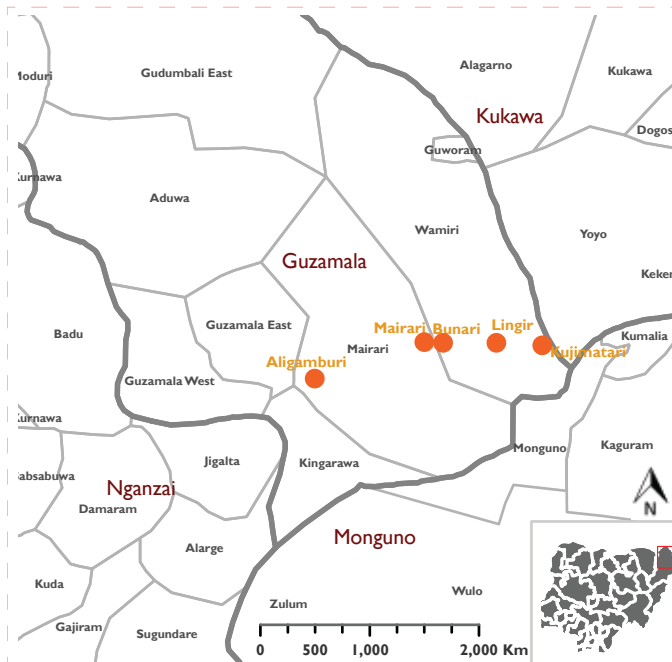 Moduri
Gudumbali East
Alagarno
Kukawa
Kukawa
Dogos
Guworam
Kurnawa
Aduwa
Wamiri
Yoyo
Guzamala
Keker
Guzamala East
Mairari
Bunari
Lingir
Badu
Mairari
Kujimatari
Kumalia
Aligamburi
Guzamala West
Kurnawa
Monguno
Kaguram
Jigalta
Kingarawa
Gabsabuwa
Nganzai
Damaram
N
Monguno
Alarge
Kuda
Wulo
Zulum
Gajiram
Sugundare
0 500 1,000 2,000 Km